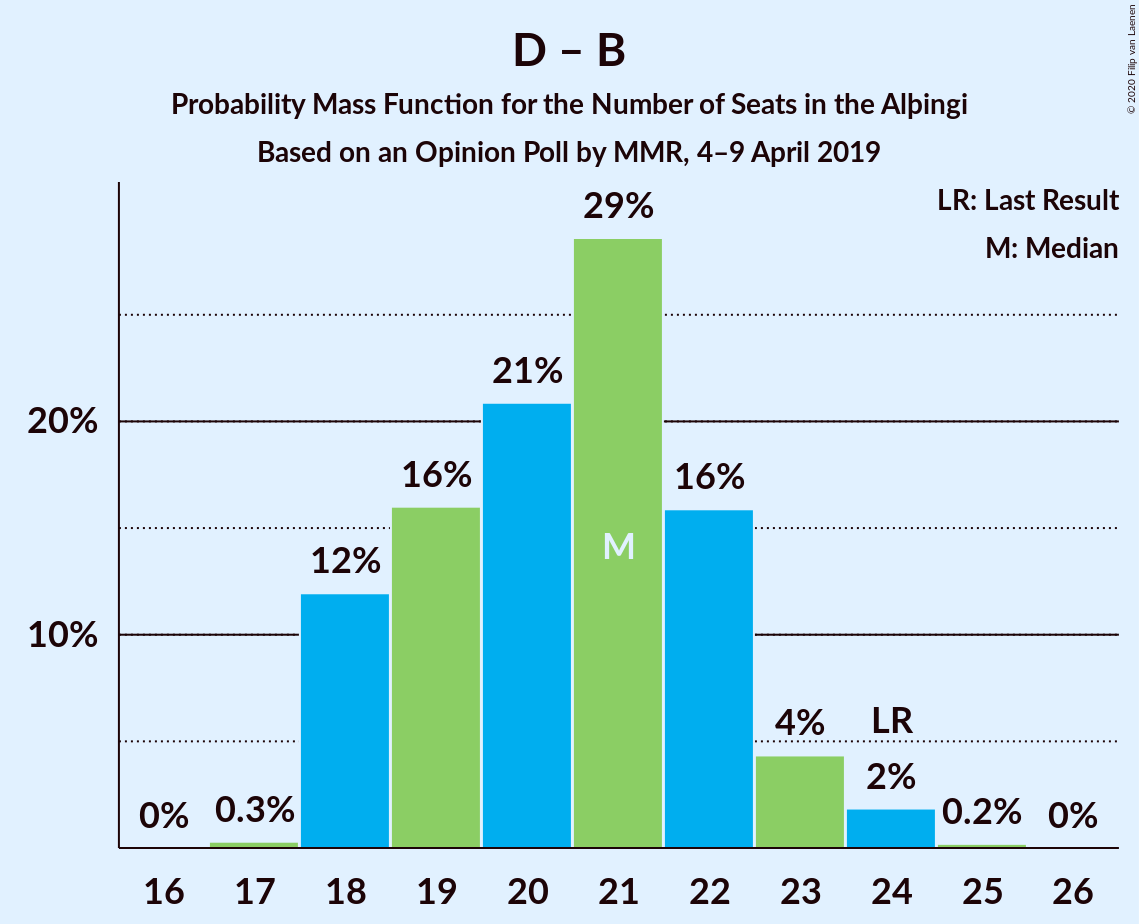 D – B
Probability Mass Function for the Number of Seats in the Alþingi
Based on an Opinion Poll by MMR, 4–9 April 2019
© 2020 Filip van Laenen
LR: Last Result
M: Median
29%
21%
20%
16%
16%
M
12%
10%
4%
LR
2%
0%
0.3%
0.2%
0%
16 17 18 19 20 21 22 23 24 25 26